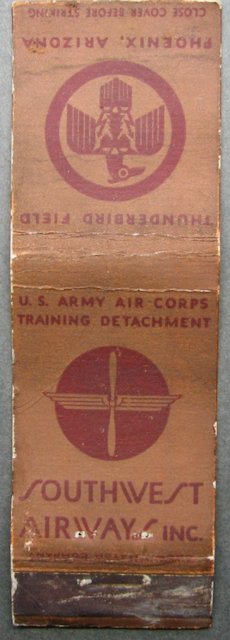 CLOSE COVER BEFORE STRIKING
PHOENIX, ARIZONA
THUNDERBIRD FIELD
U.S. ARMY AIR CORPS
TRAINING DETACHMENT
SOUTHWEST
AIRWAYS INC.